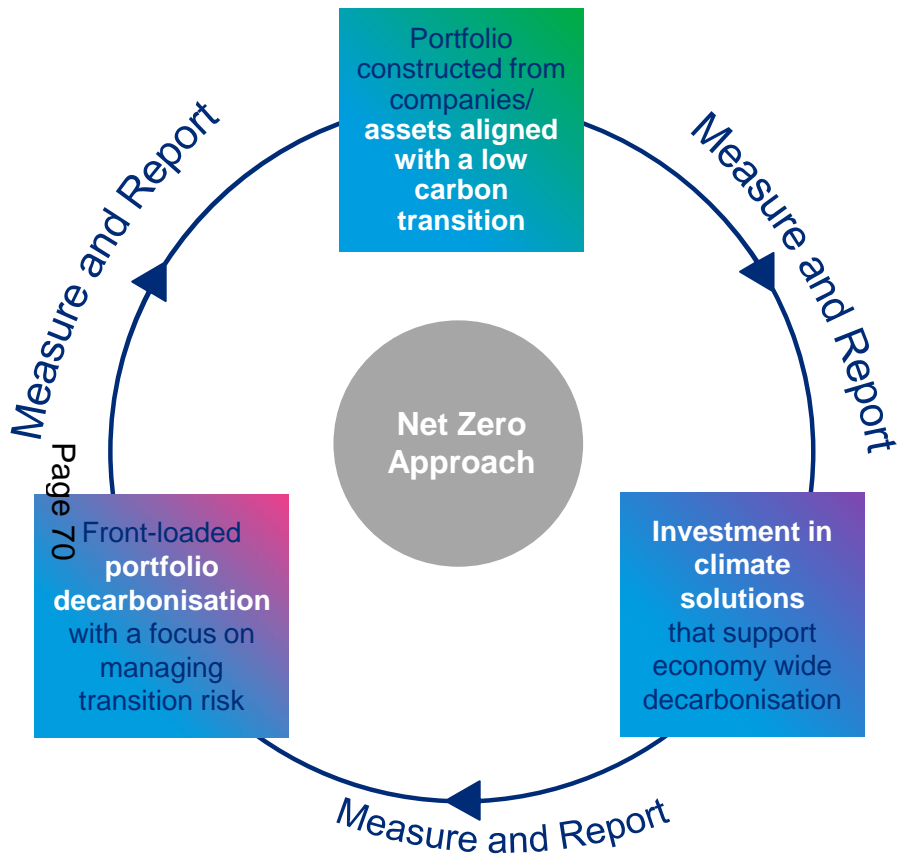 Portfolio
constructed from
companies/
assets aligned
with a low
carbon
transition
Measure and Report
Measure and Report
Net Zero
Approach
Page 70
Front-loaded
portfolio
decarbonisation
with a focus on
managing
transition risk
Investment in
climate
solutions
that support
economy wide
decarbonisation
Measure and Report